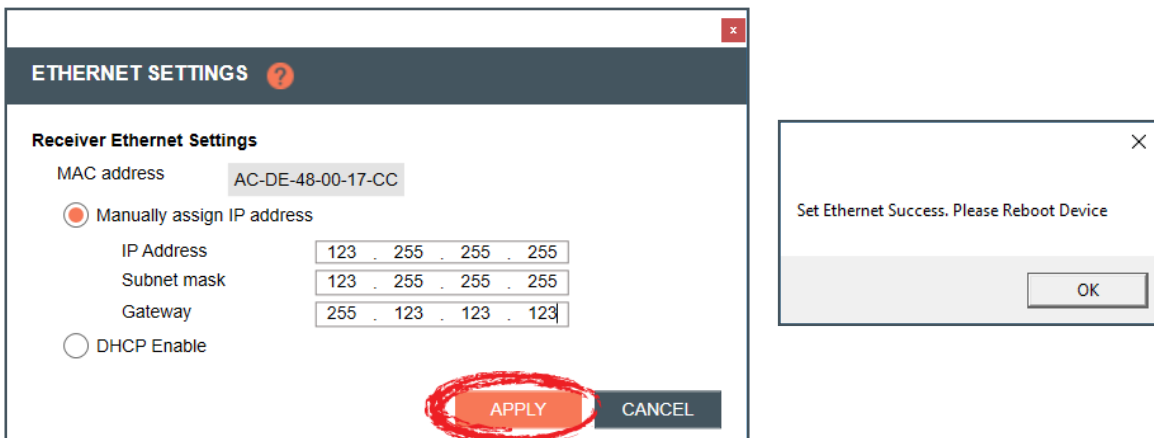 x
ETHERNET SETTINGS ?
Receiver Ethernet Settings
MAC address AC-DE-48-00-17-CC
Manually assign IP address
IP Address 123 . 255 . 255 . 255
Subnet mask 123 . 255 . 255 . 255
Gateway 255 . 123 . 123 . 123
DHCP Enable
APPLY CANCEL
Set Ethernet Success. Please Reboot Device
OK